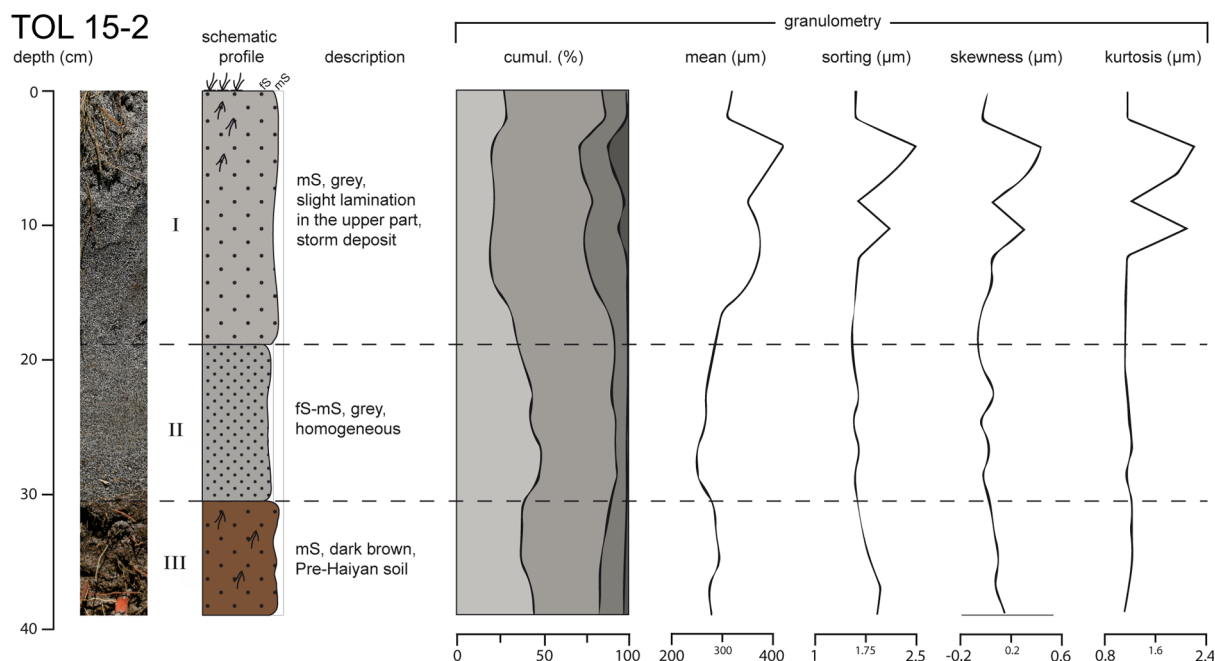 TOL 15-2
granulometry
depth (cm)
schematic
profile
description
cumul. (%)
mean (µm)
sorting (µm)
skewness (µm)
kurtosis (µm)
fS
mS
0
10
20
30
40
I
mS, grey,
slight lamination
in the upper part,
storm deposit
II
fS-mS, grey,
homogeneous
III
mS, dark brown,
Pre-Haiyan soil
0 50 100
200 300 400
1 1.75 2.5
-0.2 0.2 0.6
0.8 1.6 2.4